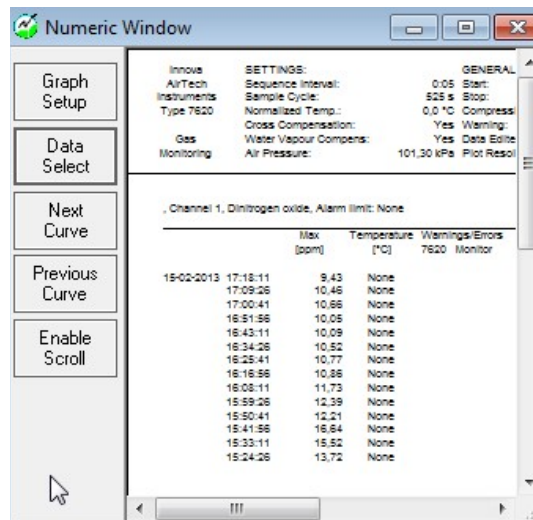 Numeric Window
Graph
Setup
Data
Select
Next
Curve
Previous
Curve
Enable
Scroll
Innova SETTINGS: GENERAL
AirTech Sequence Interval: 0:05 Start:
Instruments Sample Cycle: 525 s Stop:
Type 7620 Normalized Temp.: 0,0 °C Compressi
Cross Compensation: Yes Warning:
Gas Water Vapour Compens: Yes Data Edite
Monitoring Air Pressure: 101,30 kPa Plot Resol
, Channel 1, Dinitrogen oxide, Alarm limit: None
Max Temperature Warnings/Errors
[ppm] [°C] 7620 Monitor
15-02-2013 17:18:11 9,43 None
17:09:26 10,46 None
17:00:41 10,66 None
16:51:56 10,05 None
16:43:11 10,09 None
16:34:26 10,52 None
16:25:41 10,77 None
16:16:56 10,86 None
16:08:11 11,73 None
15:59:26 12,39 None
15:50:41 12,21 None
15:41:56 16,64 None
15:33:11 15,52 None
15:24:26 13,72 None